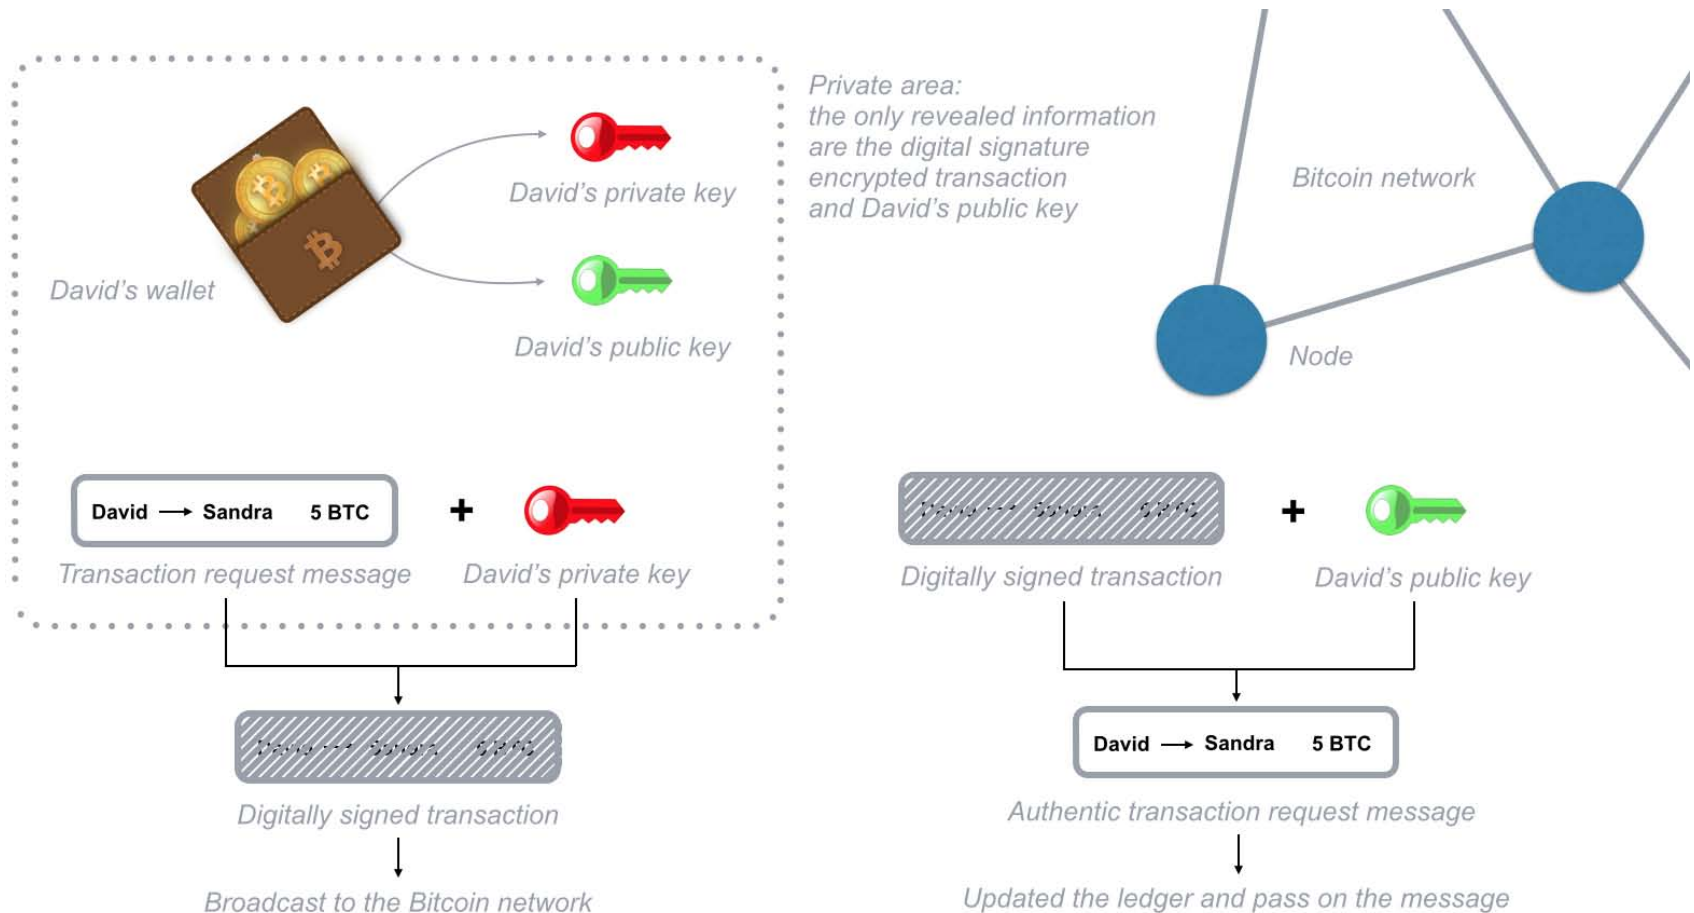 David's wallet
David's private key
David's public key
Private area:
the only revealed information
are the digital signature
encrypted transaction
and David's public key
Bitcoin network
Node
David → Sandra 5 BTC
+
Transaction request message
David's private key
Digitally signed transaction
Broadcast to the Bitcoin network
+
Digitally signed transaction
David's public key
David → Sandra 5 BTC
Authentic transaction request message
Updated the ledger and pass on the message